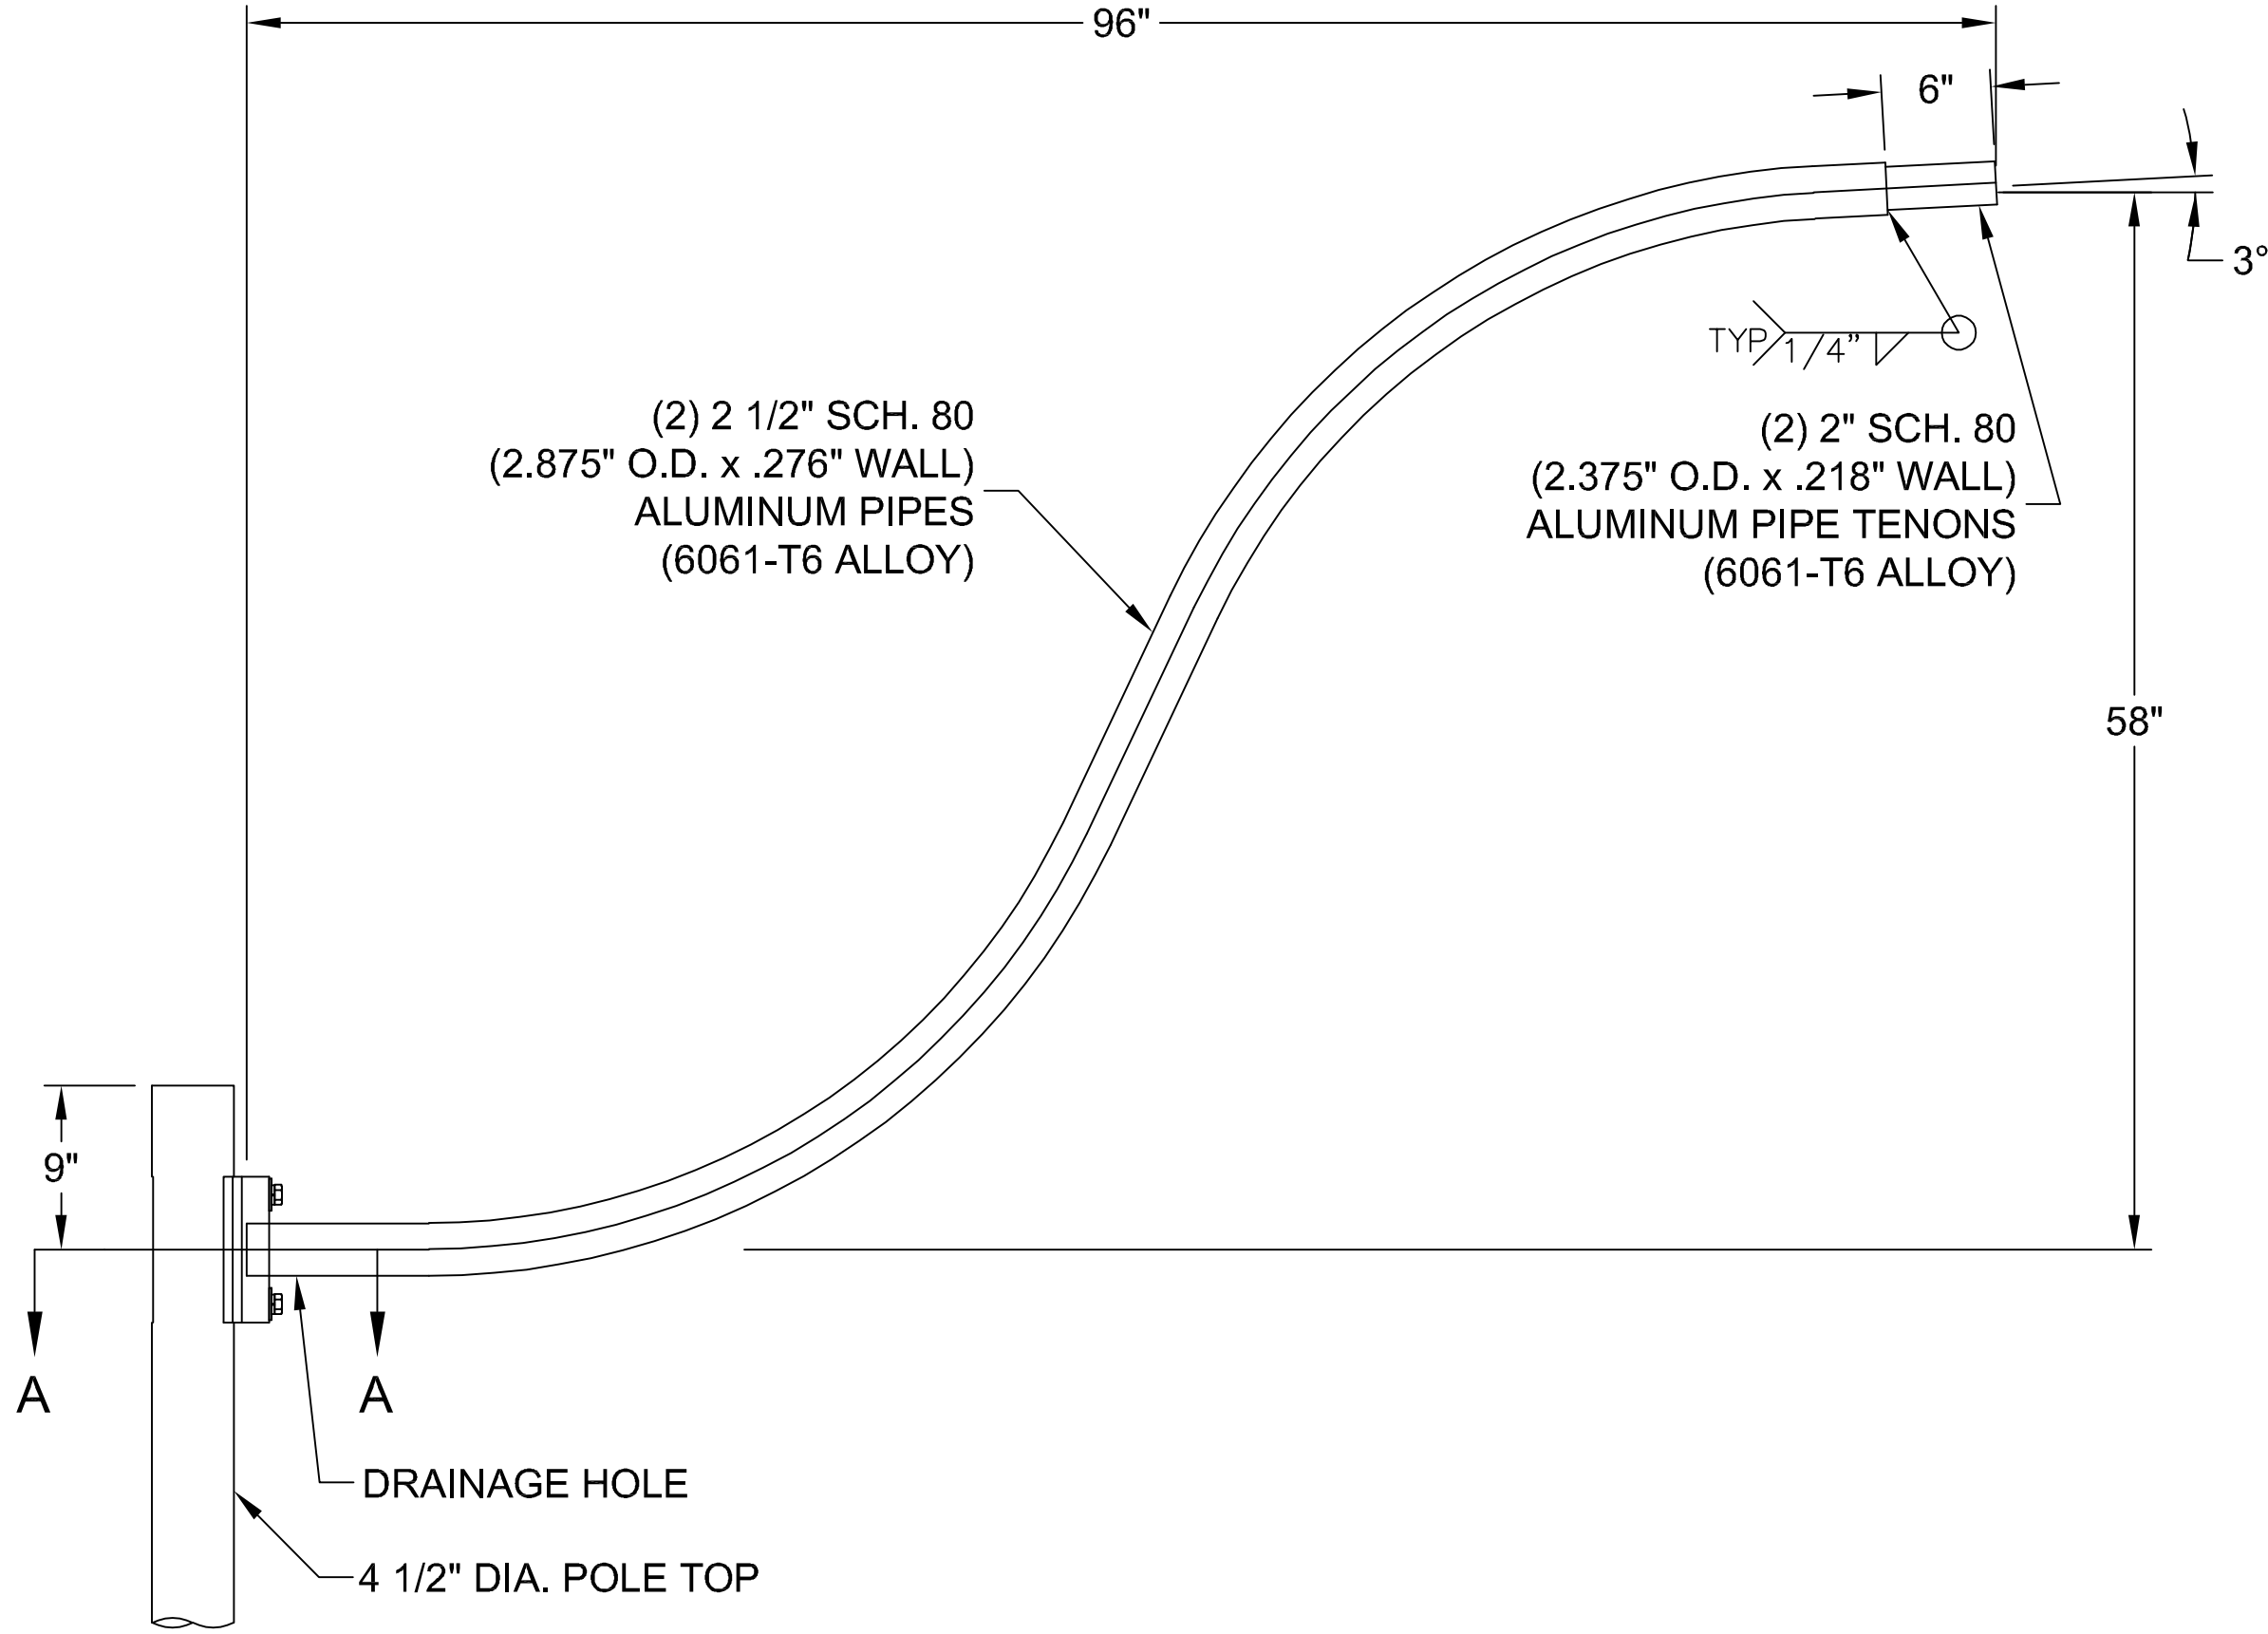 96"
6"
3°
TYP 1/4"
(2) 2 1/2" SCH. 80
(2.875" O.D. x .276" WALL)
ALUMINUM PIPES
(6061-T6 ALLOY)
(2) 2" SCH. 80
(2.375" O.D. x .218" WALL)
ALUMINUM PIPE TENONS
(6061-T6 ALLOY)
58"
9"
A A
DRAINAGE HOLE
4 1/2" DIA. POLE TOP